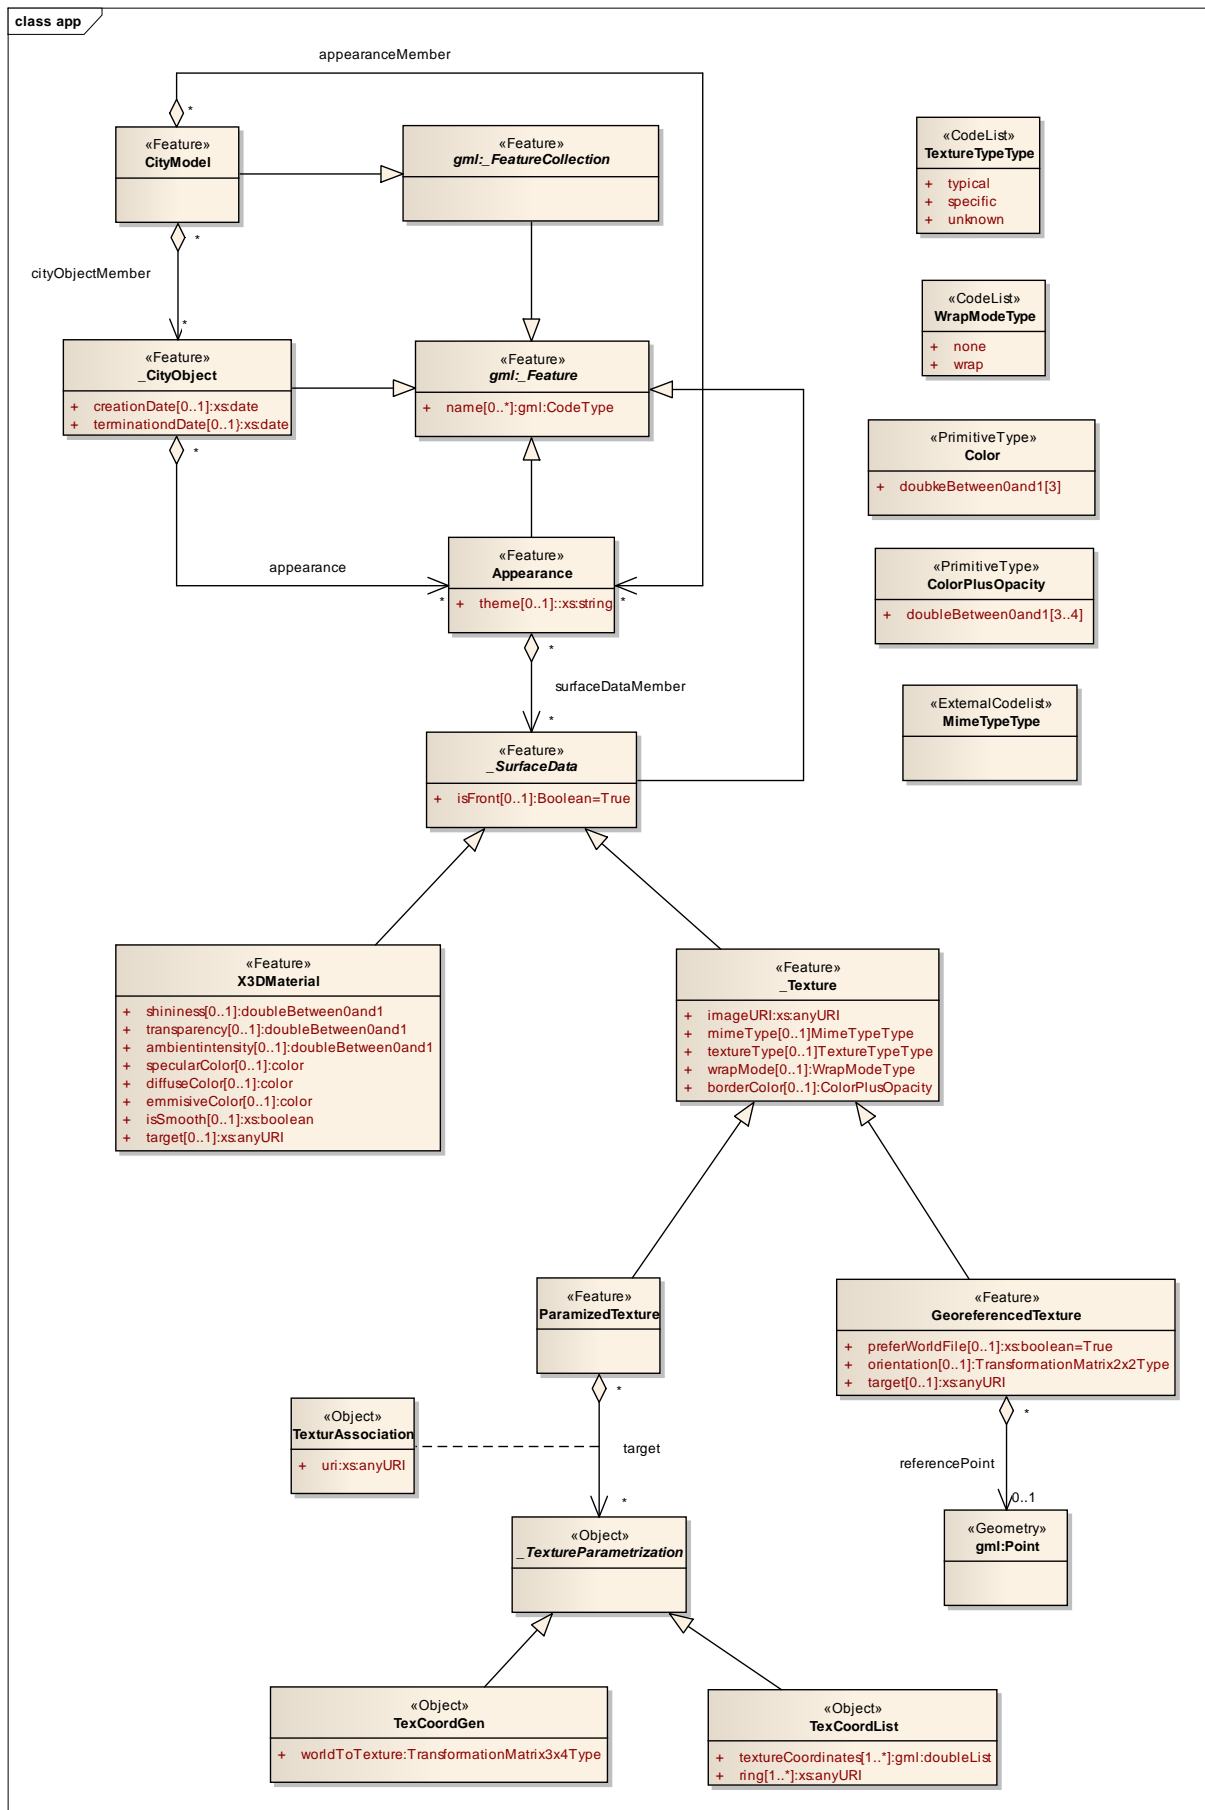 class app
appearanceMember
*
«Feature»
CityModel
«Feature»
gml:_FeatureCollection
«CodeList»
TextureTypeType
+ typical
+ specific
+ unknown
*
cityObjectMember
*
«CodeList»
WrapModeType
+ none
+ wrap
«Feature»
_CityObject
+ creationDate[0..1]:xs:date
+ terminationdDate[0..1}:xs:date
*
«Feature»
gml:_Feature
+ name[0..*]:gml:CodeType
«PrimitiveType»
Color
+ doubkeBetween0and1[3]
appearance
*
«Feature»
Appearance
+ theme[0..1]::xs:string
*
«PrimitiveType»
ColorPlusOpacity
+ doubleBetween0and1[3..4]
*
surfaceDataMember
*
«ExternalCodelist»
MimeTypeType
«Feature»
_SurfaceData
+ isFront[0..1]:Boolean=True
«Feature»
X3DMaterial
+ shininess[0..1]:doubleBetween0and1
+ transparency[0..1]:doubleBetween0and1
+ ambientintensity[0..1]:doubleBetween0and1
+ specularColor[0..1]:color
+ diffuseColor[0..1]:color
+ emmisiveColor[0..1]:color
+ isSmooth[0..1]:xs:boolean
+ target[0..1]:xs:anyURI
«Feature»
_Texture
+ imageURI:xs:anyURI
+ mimeType[0..1]MimeTypeType
+ textureType[0..1]TextureTypeType
+ wrapMode[0..1]:WrapModeType
+ borderColor[0..1]:ColorPlusOpacity
«Feature»
ParamizedTexture
*
«Feature»
GeoreferencedTexture
+ preferWorldFile[0..1]:xs:boolean=True
+ orientation[0..1]:TransformationMatrix2x2Type
+ target[0..1]:xs:anyURI
*
«Object»
TexturAssociation
+ uri:xs:anyURI
target
*
referencePoint
0..1
«Object»
_TextureParametrization
«Geometry»
gml:Point
«Object»
TexCoordGen
+ worldToTexture:TransformationMatrix3x4Type
«Object»
TexCoordList
+ textureCoordinates[1..*]:gml:doubleList
+ ring[1..*]:xs:anyURI